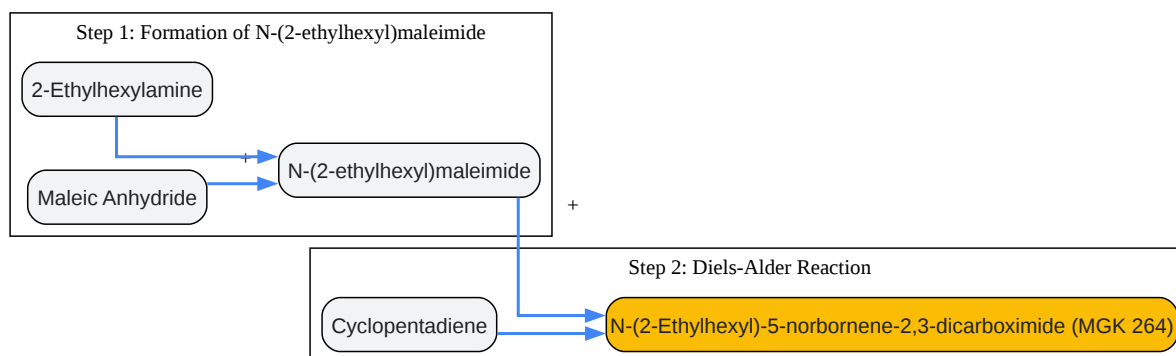 Step 1: Formation of N-(2-ethylhexyl)maleimide
2-Ethylhexylamine
+
N-(2-ethylhexyl)maleimide
Maleic Anhydride
+
Step 2: Diels-Alder Reaction
Cyclopentadiene
N-(2-Ethylhexyl)-5-norbornene-2,3-dicarboximide (MGK 264)